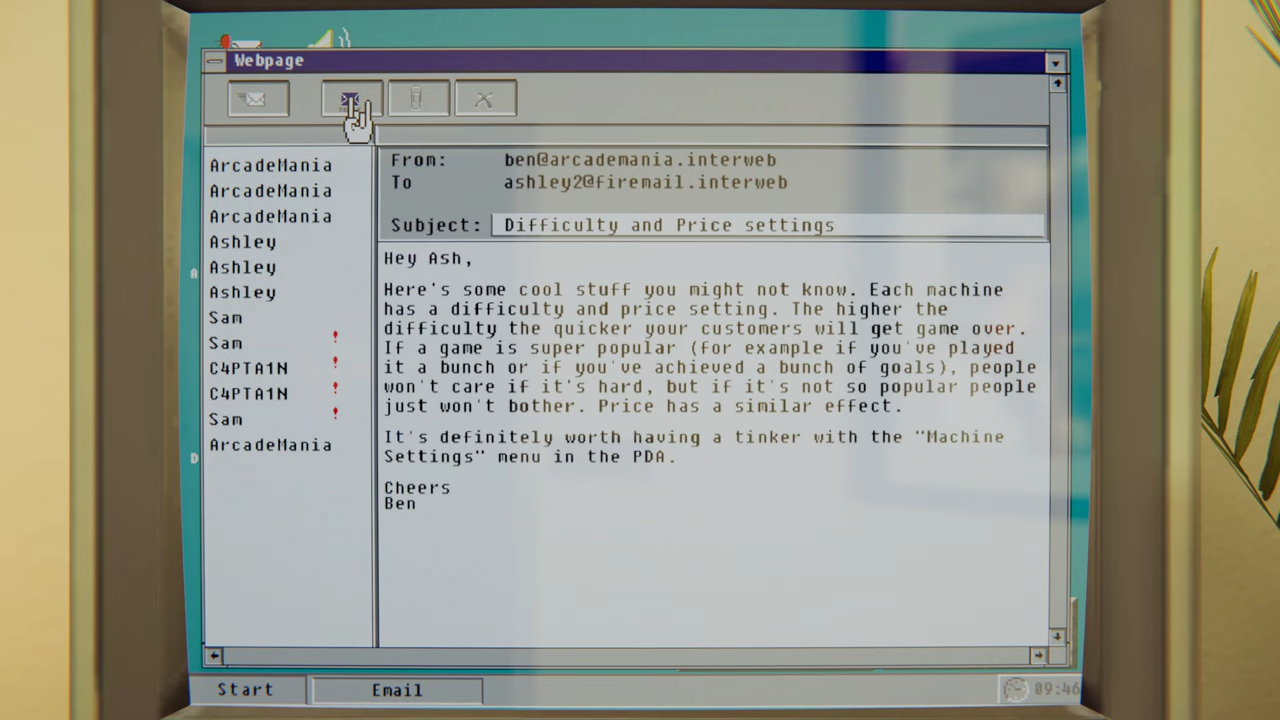 Webpage
ArcadeMania
ArcadeMania
ArcadeMania
Ashley
Ashley
Ashley
Sam
Sam !
C4PTA1N !
C4PTA1N !
Sam !
ArcadeMania
From: ben@arcademania.interweb
To ashley2@firemail.interweb
Subject: Difficulty and Price settings
Hey Ash,
Here's some cool stuff you might not know. Each machine
has a difficulty and price setting. The higher the
difficulty the quicker your customers will get game over.
If a game is super popular (for example if you've played
it a bunch or if you've achieved a bunch of goals), people
won't care if it's hard, but if it's not so popular people
just won't bother. Price has a similar effect.
It's definitely worth having a tinker with the "Machine
Settings" menu in the PDA.
Cheers
Ben
A
D
Start
Email
09:46